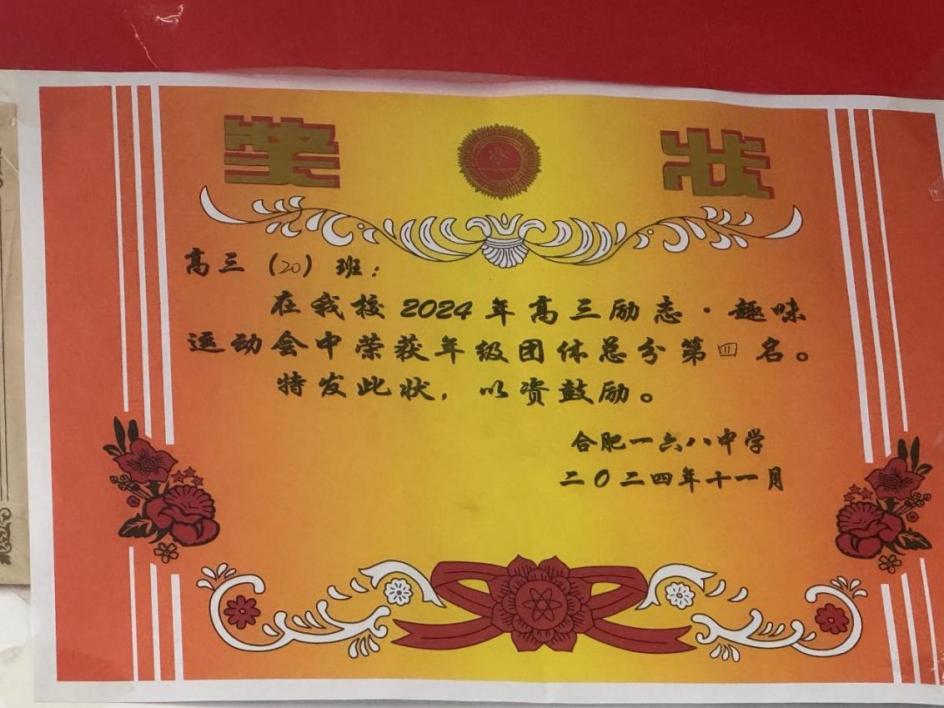 奖状
高三（20）班：
在我校2024年高三励志·趣味
运动会中荣获年级团体总分第四名。
特发此状，以资鼓励。
合肥一六八中学
二〇二四年十一月